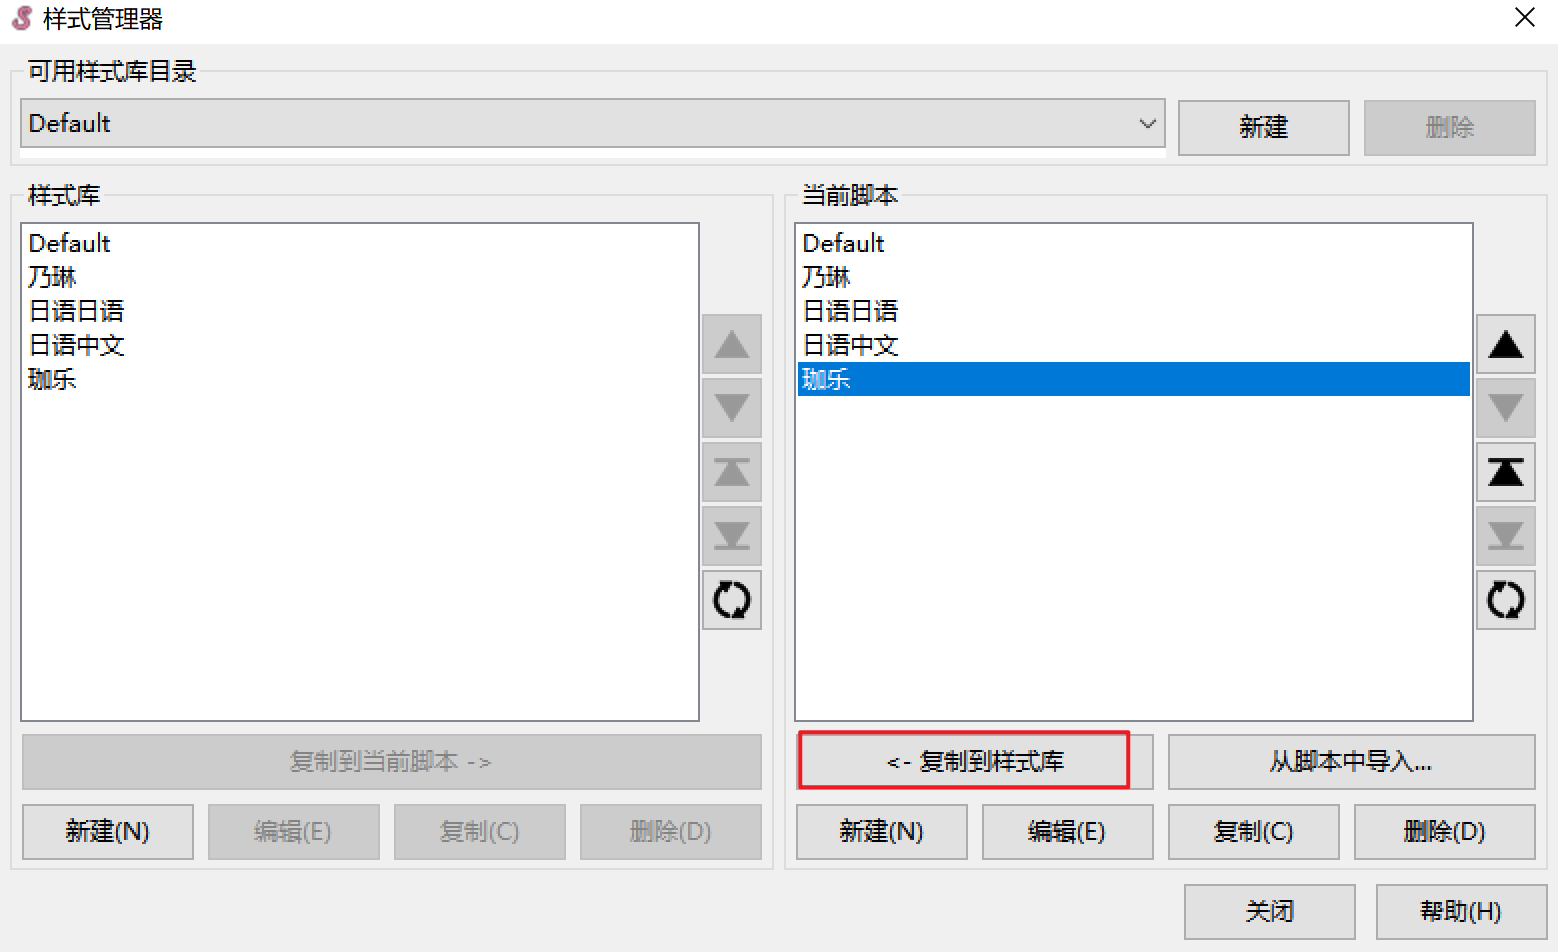 样式管理器
可用样式库目录
Default
新建
删除
样式库
Default
乃琳
日语日语
日语中文
珈乐
复制到当前脚本 ->
新建(N)
编辑(E)
复制(C)
删除(D)
当前脚本
Default
乃琳
日语日语
日语中文
珈乐
<- 复制到样式库
从脚本中导入...
新建(N)
编辑(E)
复制(C)
删除(D)
关闭
帮助(H)